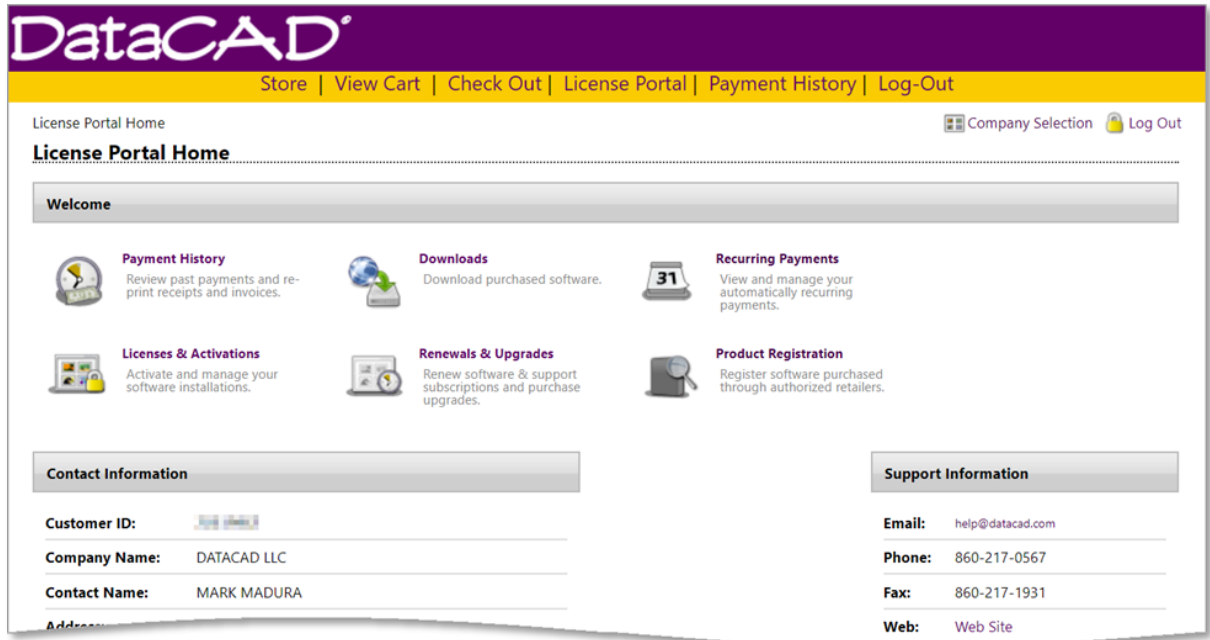 DataCAD
Store | View Cart | Check Out | License Portal | Payment History | Log-Out
License Portal Home
Company Selection
Log Out
License Portal Home
Welcome
Payment History
Review past payments and re-
print receipts and invoices.
Downloads
Download purchased software.
31
Recurring Payments
View and manage your
automatically recurring
payments.
Licenses & Activations
Activate and manage your
software installations.
Renewals & Upgrades
Renew software & support
subscriptions and purchase
upgrades.
Product Registration
Register software purchased
through authorized retailers.
Contact Information
Customer ID:
Company Name: DATACAD LLC
Contact Name: MARK MADURA
Support Information
Email: help@datacad.com
Phone: 860-217-0567
Fax: 860-217-1931
Web: Web Site